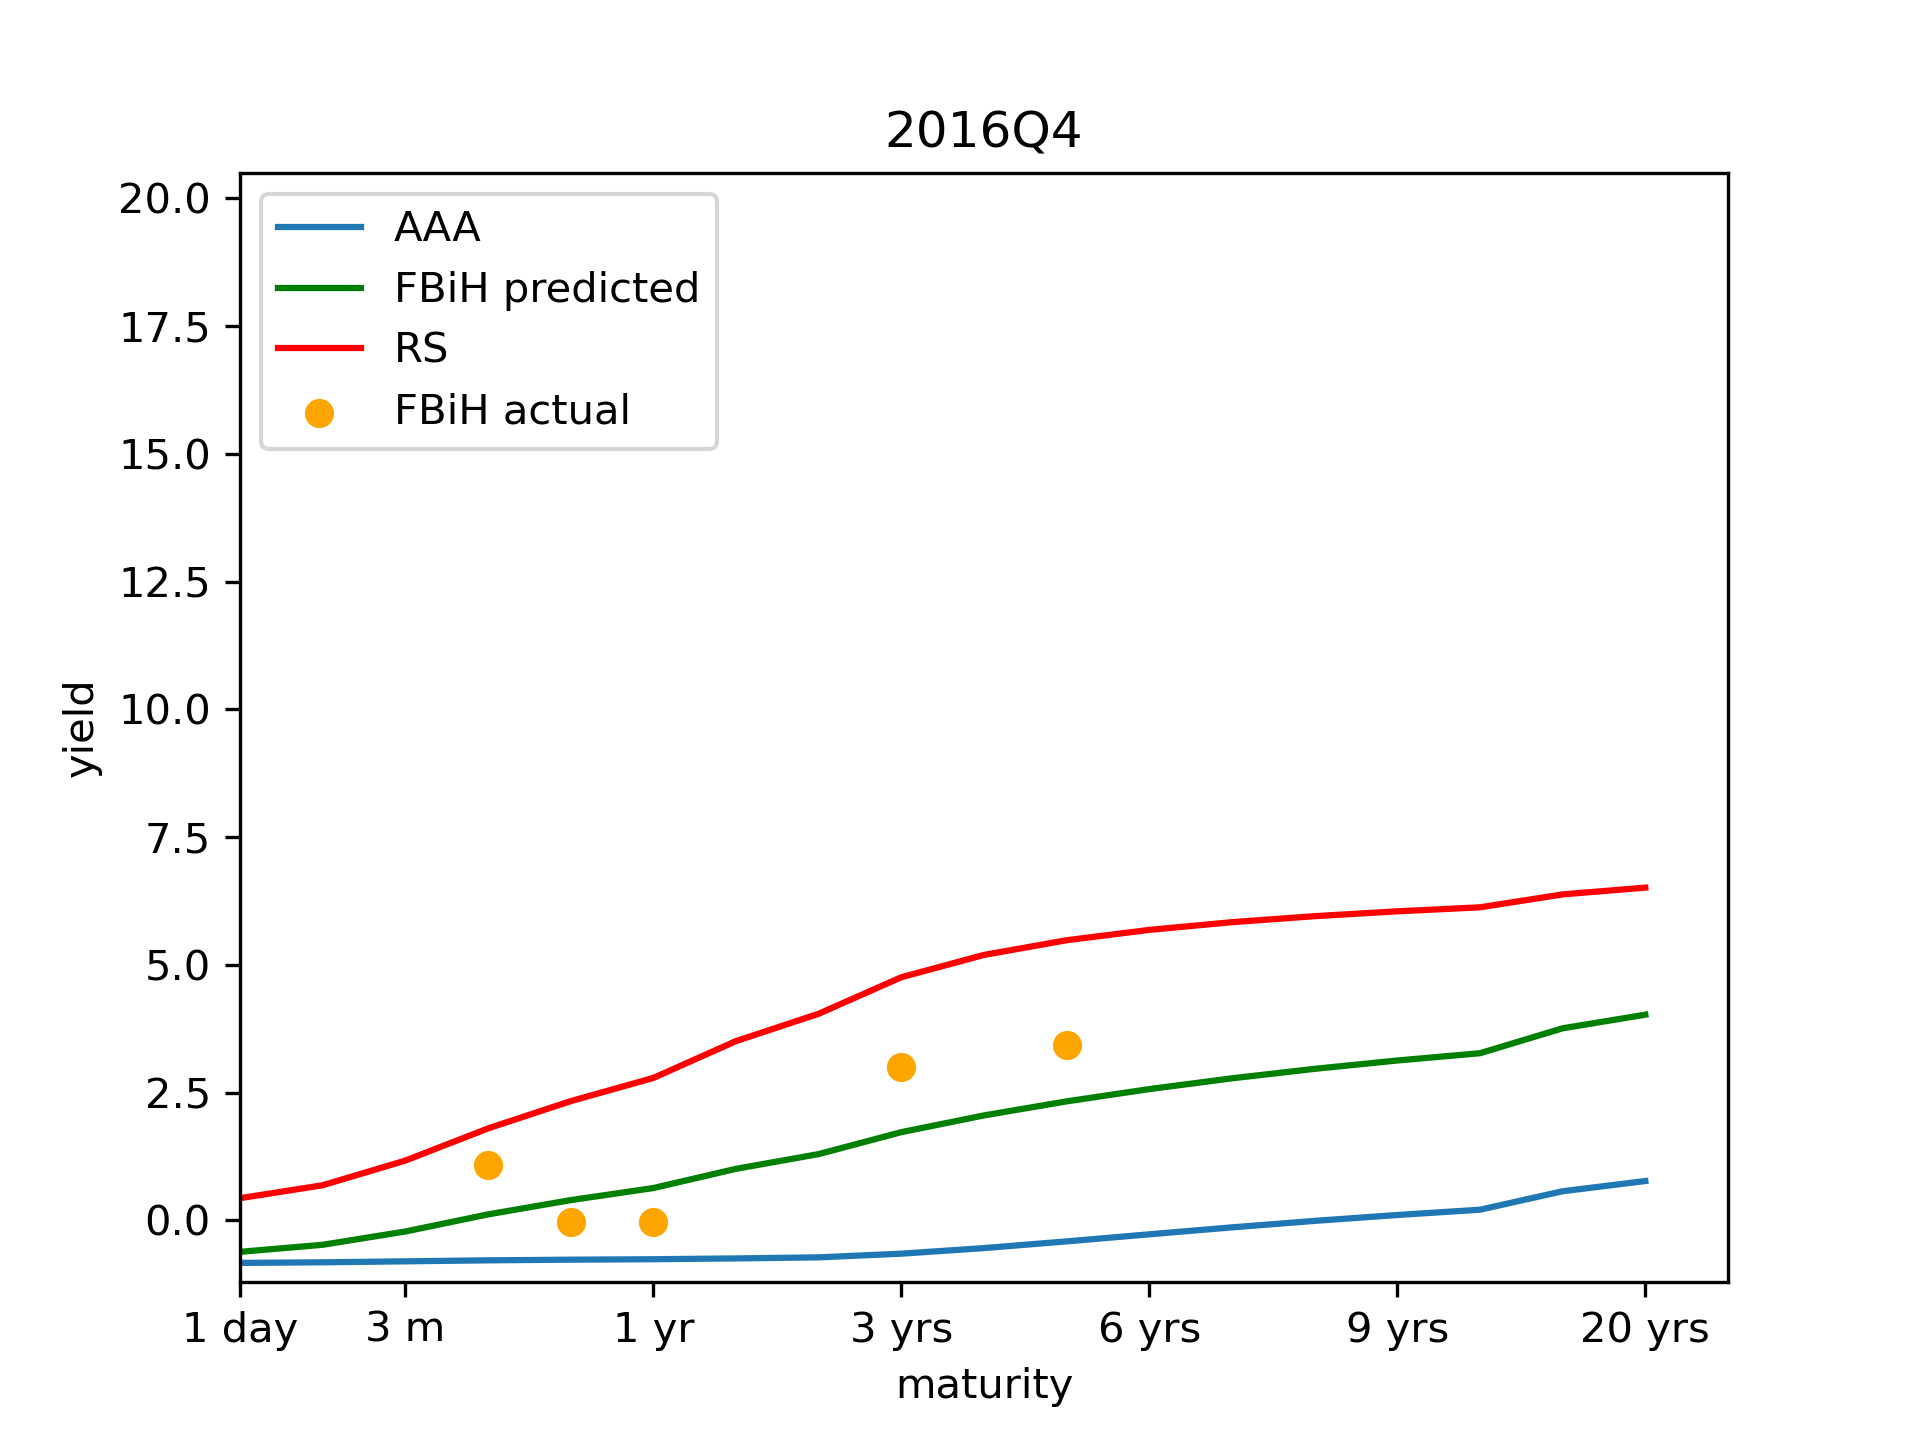 2016Q4
20.0
17.5
15.0
12.5
10.0
7.5
5.0
2.5
0.0
yield
AAA
FBiH predicted
RS
FBiH actual
1 day 3 m 1 yr 3 yrs 6 yrs 9 yrs 20 yrs
maturity